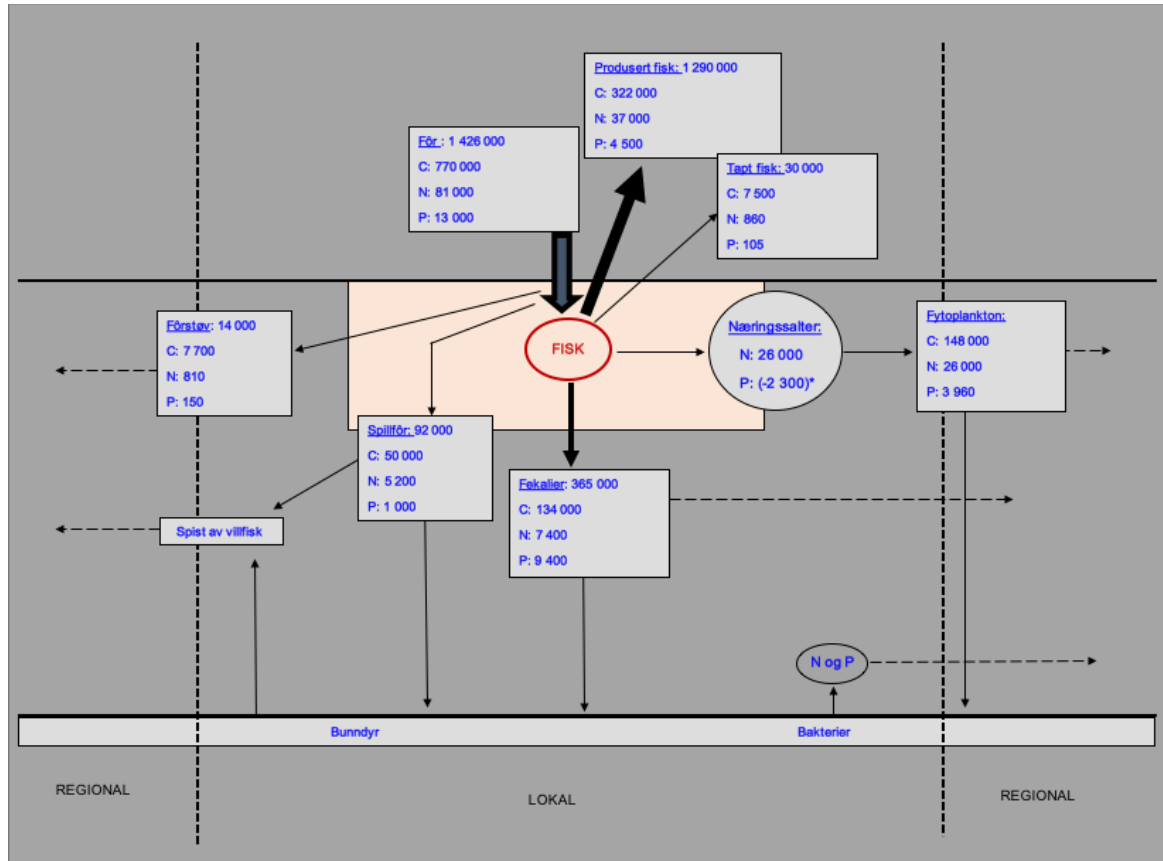 Produsert fisk: 1 290 000
C: 322 000
N: 37 000
P: 4 500
Fôr : 1 426 000
C: 770 000
N: 81 000
P: 13 000
Tapt fisk: 30 000
C: 7 500
N: 860
P: 105
Fôrstøv: 14 000
C: 7 700
N: 810
P: 150
FISK
Næringssalter:
N: 26 000
P: (-2 300)*
Fytoplankton:
C: 148 000
N: 26 000
P: 3 960
Spillfôr: 92 000
C: 50 000
N: 5 200
P: 1 000
Fekalier: 365 000
C: 134 000
N: 7 400
P: 9 400
Spist av villfisk
N og P
Bunndyr
Bakterier
REGIONAL
LOKAL
REGIONAL